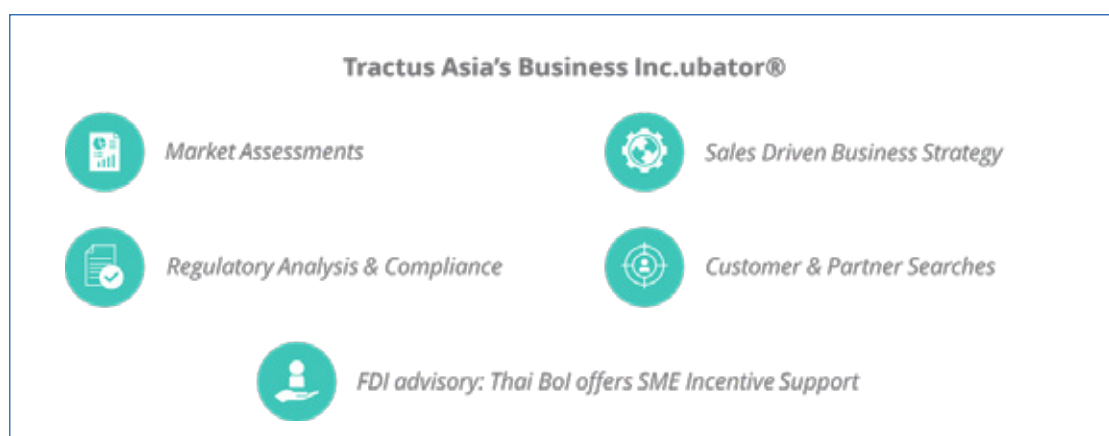 Tractus Asia’s Business Inc.ubator®
Market Assessments
Sales Driven Business Strategy
Regulatory Analysis & Compliance
Customer & Partner Searches
FDI advisory: Thai BoI offers SME Incentive Support